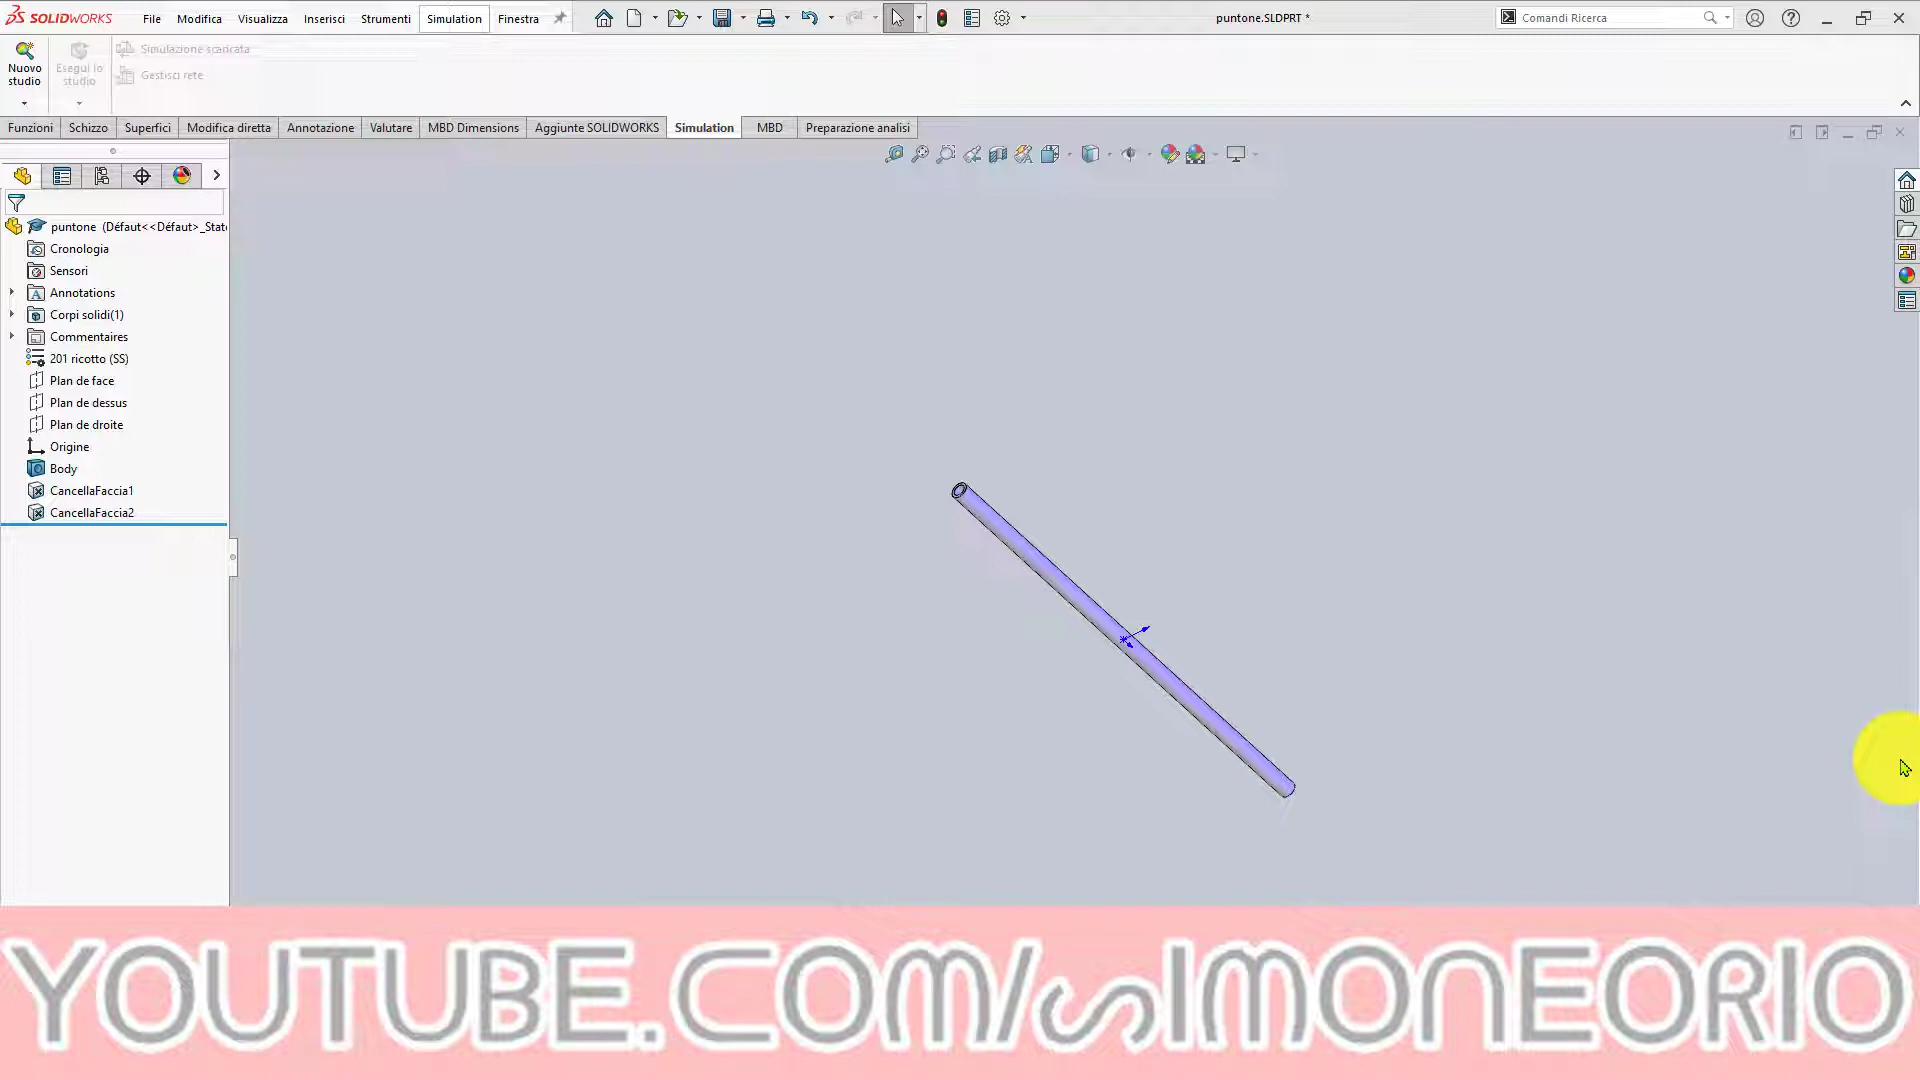 SOLIDWORKS File Modifica Visualizza Inserisci Strumenti Simulation Finestra puntone.SLDPRT * Comandi Ricerca
Nuovo studio
Esegui lo studio
Simulazione scaricata
Gestisci rete
Funzioni Schizzo Superfici Modifica diretta Annotazione Valutare MBD Dimensions Aggiunte SOLIDWORKS Simulation MBD Preparazione analisi
puntone (Défaut<<Défaut>_State
Cronologia
Sensori
Annotations
Corpi solidi(1)
Commentaires
201 ricotto (SS)
Plan de face
Plan de dessus
Plan de droite
Origine
Body
CancellaFaccia1
CancellaFaccia2
YOUTUBE.COM/SIMONEORIO